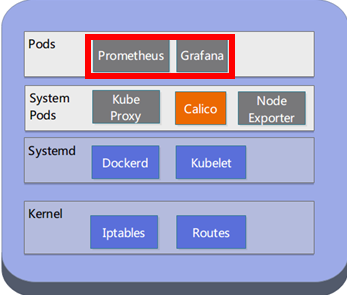 Pods
Prometheus
Grafana
System
Pods
Kube
Proxy
Calico
Node
Exporter
Systemd
Dockerd
Kubelet
Kernel
Iptables
Routes